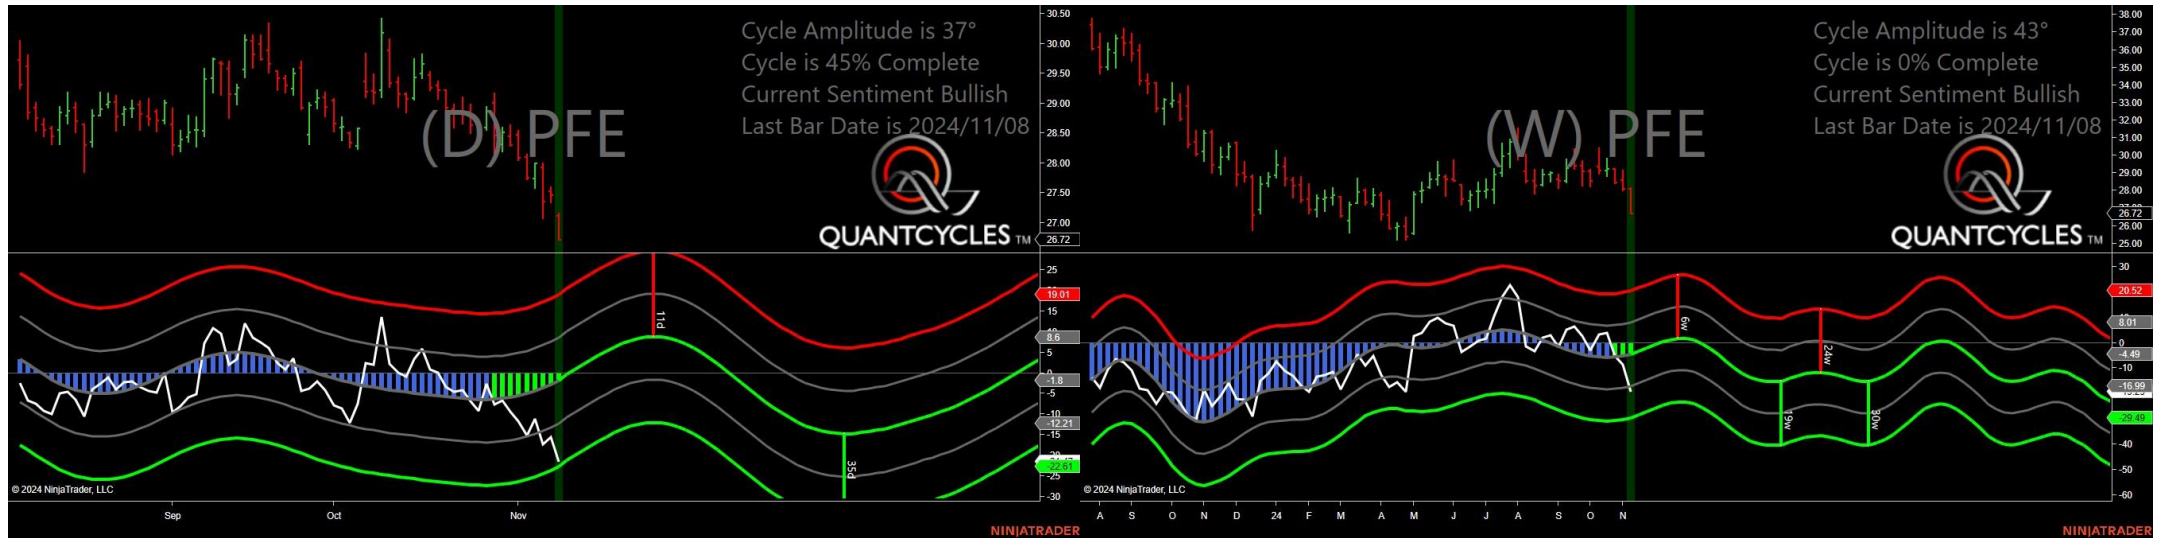 30.50
30.00
29.50
29.00
28.50
28.00
27.50
27.00
26.72
Cycle Amplitude is 37°
Cycle is 45% Complete
Current Sentiment Bullish
Last Bar Date is 2024/11/08
(D) PFE
QUANTCYCLES TM
25
19.01
15
8.6
5
0
-1.8
-5
-12.21
-15
-22.61
-25
-30
11d
35d
© 2024 NinjaTrader, LLC
Sep
Oct
Nov
NINJATRADER
38.00
37.00
36.00
35.00
34.00
33.00
32.00
31.00
30.00
29.00
28.00
26.72
26.00
25.00
Cycle Amplitude is 43°
Cycle is 0% Complete
Current Sentiment Bullish
Last Bar Date is 2024/11/08
(W) PFE
QUANTCYCLES TM
30
20.52
8.01
0
-4.49
-10
-16.99
-29.49
-40
-50
-60
6w
24w
19w
30w
© 2024 NinjaTrader, LLC
A
S
O
N
D
24
F
M
A
M
J
J
A
S
O
N
NINJATRADER